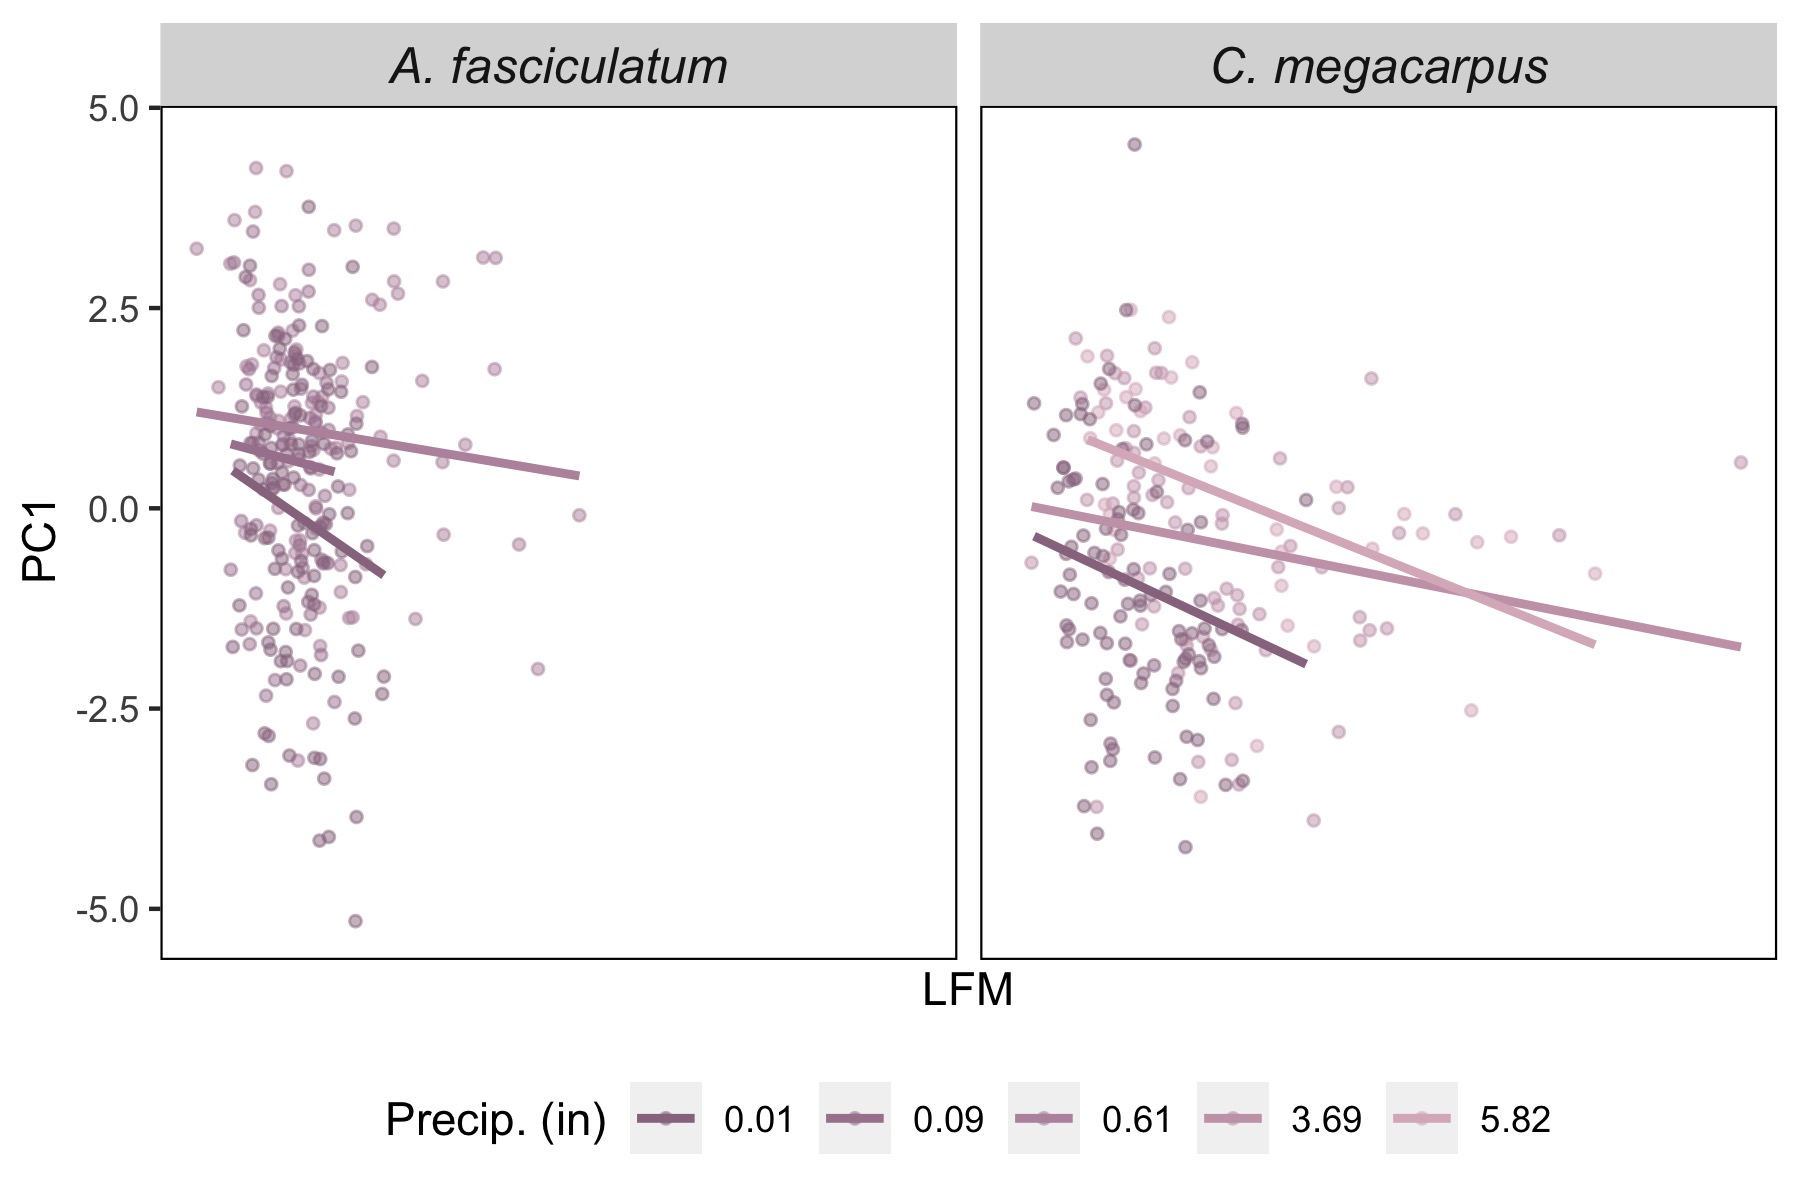 A. fasciculatum
C. megacarpus
5.0
2.5
0.0
-2.5
-5.0
PC1
LFM
Precip. (in) 0.01 0.09 0.61 3.69 5.82